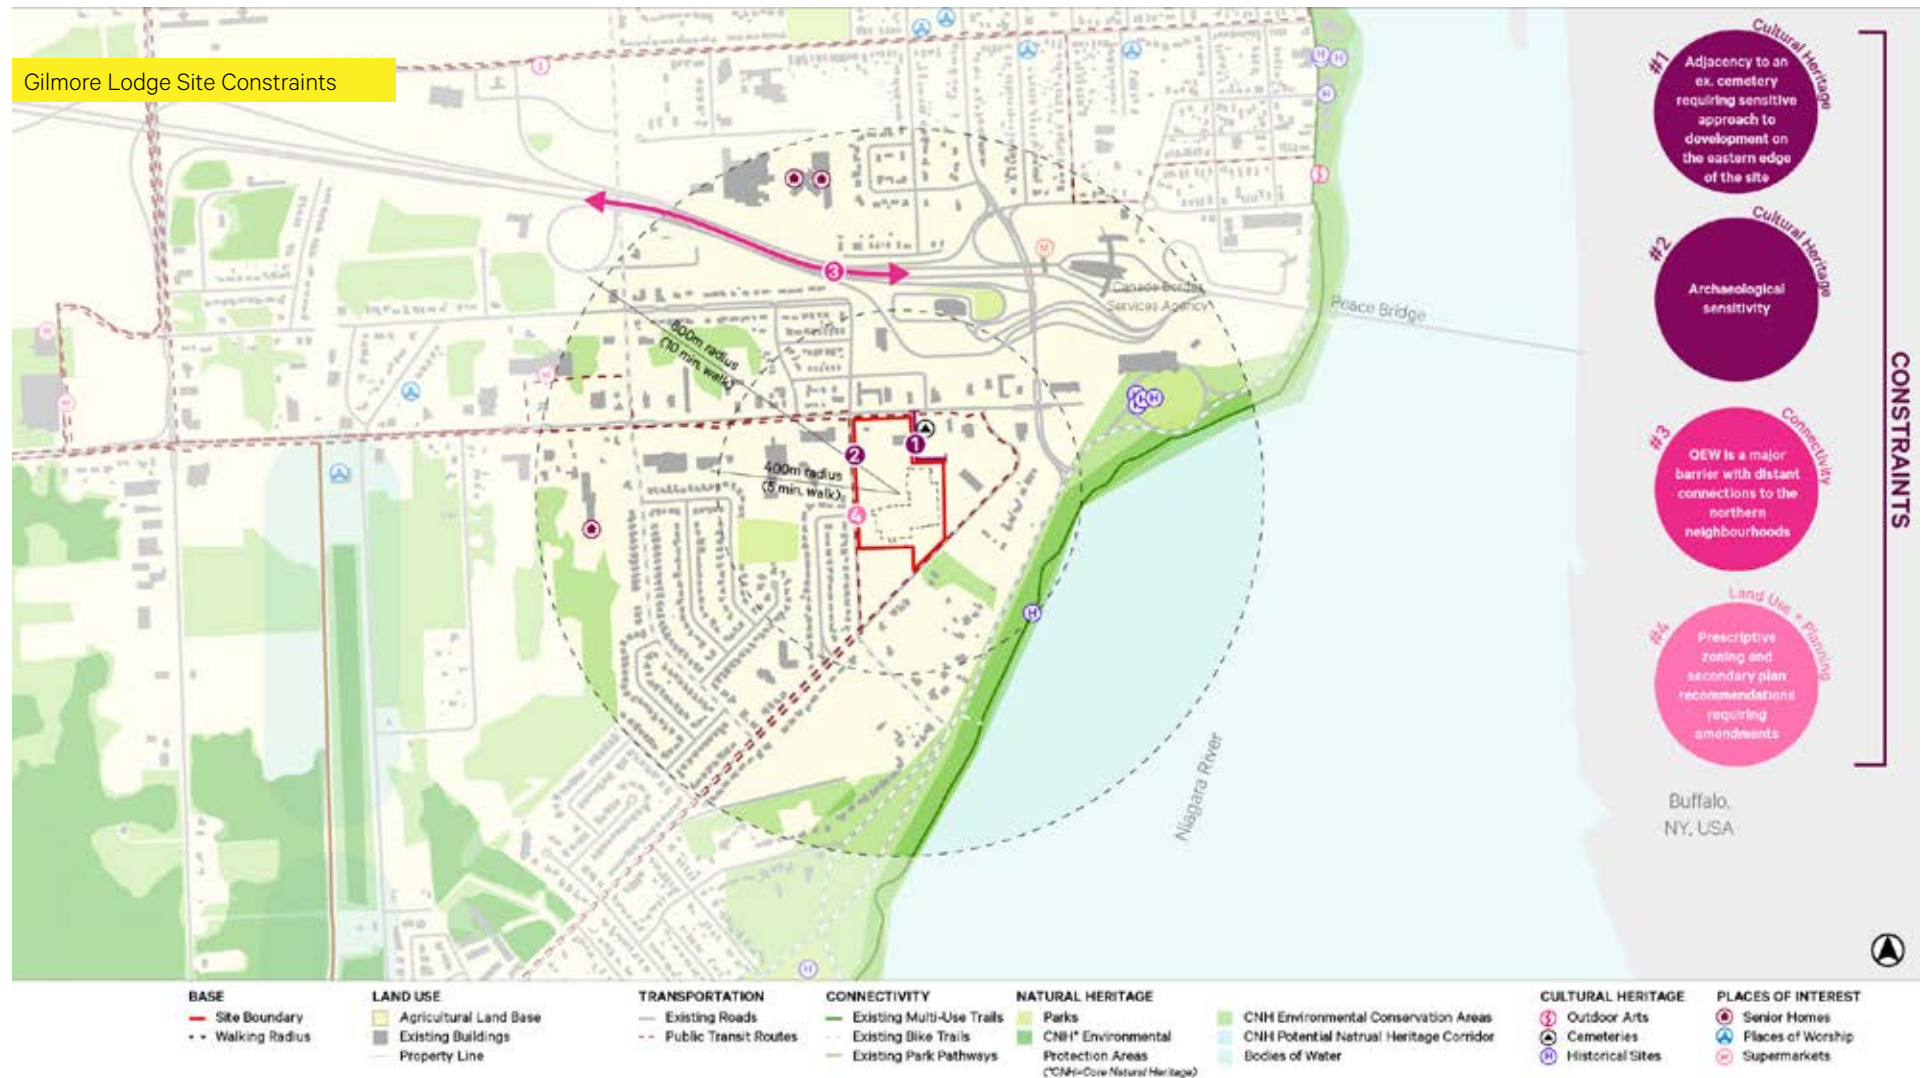 Gilmore Lodge Site Constraints
#1
Cultural Heritage
Adjacency to an
ex. cemetery
requiring sensitive
approach to
development on
the eastern edge
of the site
#2
Cultural Heritage
Archaeological
sensitivity
#3
Connectivity
QEW is a major
barrier with distant
connections to the
northern
neighbourhoods
#4
Land Use + Planning
Prescriptive
zoning and
secondary plan
recommendations
requiring
amendments
CONSTRAINTS
Canada Border
Services Agency
Peace Bridge
800m radius
(10 min. walk)
400m radius
(5 min. walk)
1
2
3
4
Niagara River
Buffalo,
NY, USA
BASE
Site Boundary
Walking Radius
LAND USE
Agricultural Land Base
Existing Buildings
Property Line
TRANSPORTATION
Existing Roads
Public Transit Routes
CONNECTIVITY
Existing Multi-Use Trails
Existing Bike Trails
Existing Park Pathways
NATURAL HERITAGE
Parks
CNH* Environmental
Protection Areas
(*CNH=Core Natural Heritage)
CNH Environmental Conservation Areas
CNH Potential Natrual Heritage Corridor
Bodies of Water
CULTURAL HERITAGE
Outdoor Arts
Cemeteries
Historical Sites
PLACES OF INTEREST
Senior Homes
Places of Worship
Supermarkets